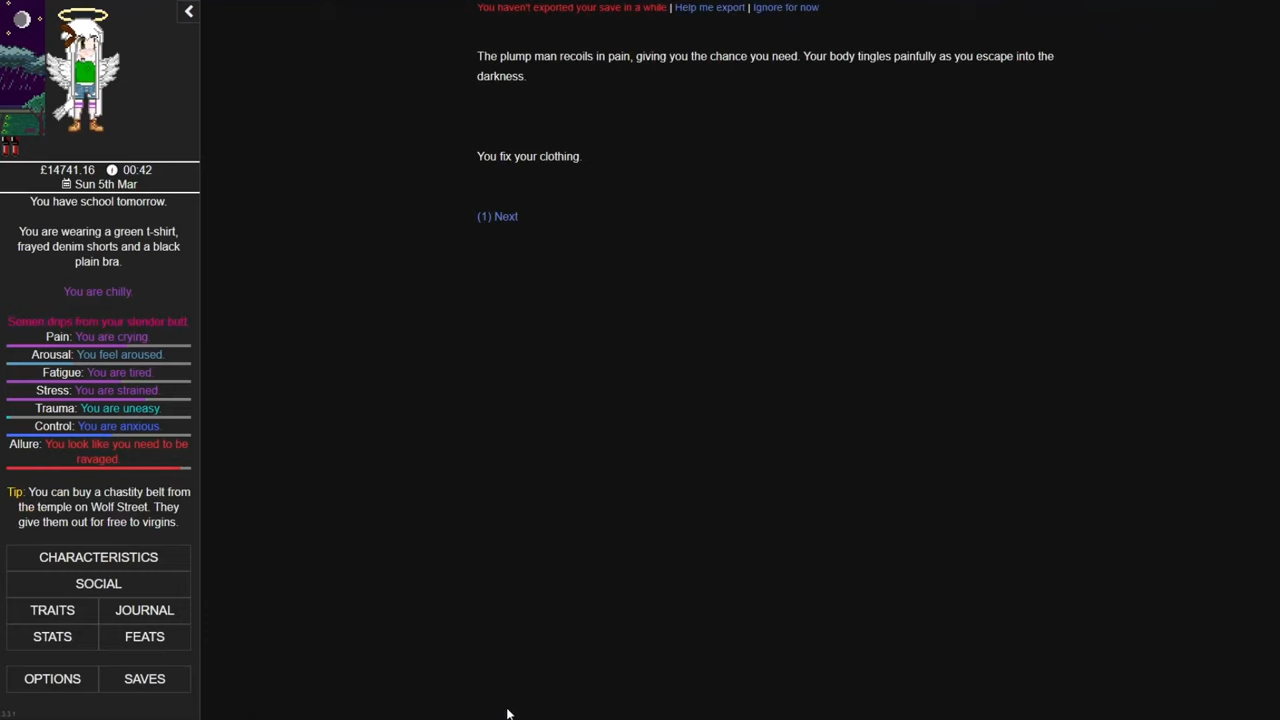 You haven't exported your save in a while | Help me export | Ignore for now
The plump man recoils in pain, giving you the chance you need. Your body tingles painfully as you escape into the
darkness.
You fix your clothing.
(1) Next
£14741.16 00:42
Sun 5th Mar
You have school tomorrow.
You are wearing a green t-shirt,
frayed denim shorts and a black
plain bra.
You are chilly.
Semen drips from your slender butt.
Pain: You are crying
Arousal: You feel aroused.
Fatigue: You are tired.
Stress: You are strained.
Trauma: You are uneasy.
Control: You are anxious.
Allure: You look like you need to be
ravaged.
Tip: You can buy a chastity belt from
the temple on Wolf Street. They
give them out for free to virgins.
CHARACTERISTICS
SOCIAL
TRAITS JOURNAL
STATS FEATS
OPTIONS SAVES